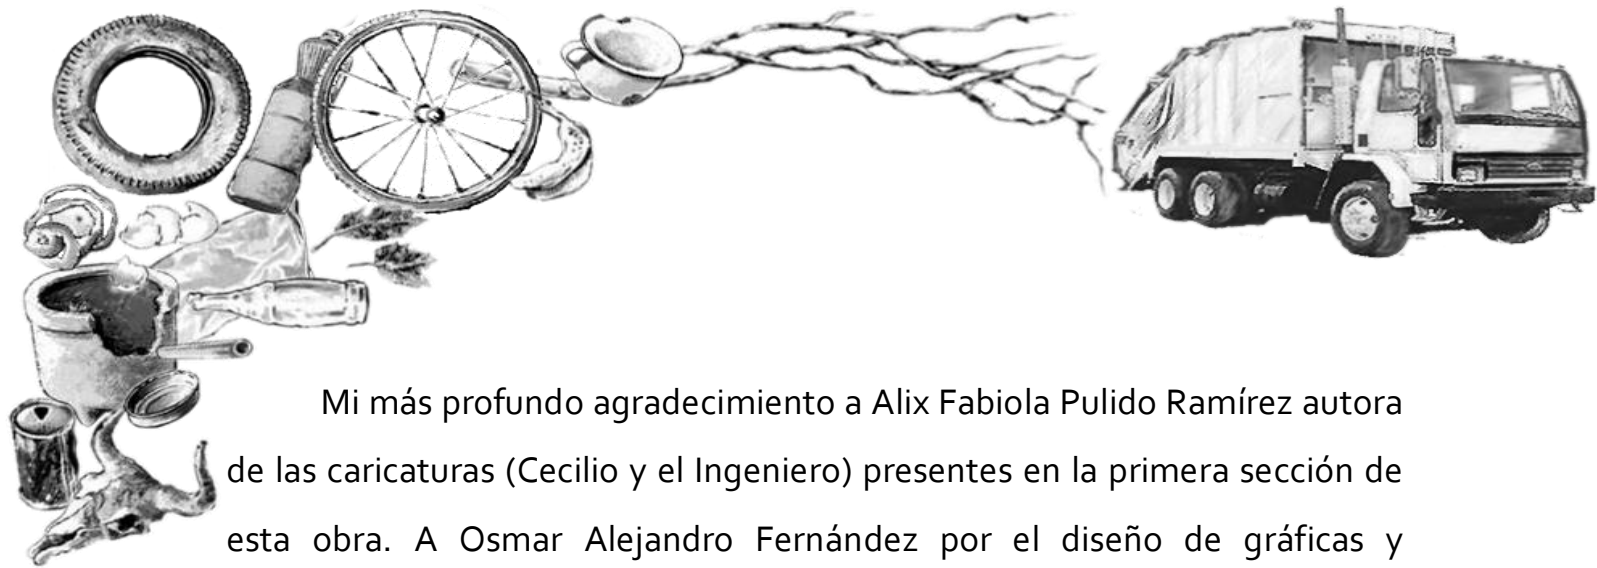 Mi más profundo agradecimiento a Alix Fabiola Pulido Ramírez autora
de las caricaturas (Cecilio y el Ingeniero) presentes en la primera sección de
esta obra. A Osmar Alejandro Fernández por el diseño de gráficas y